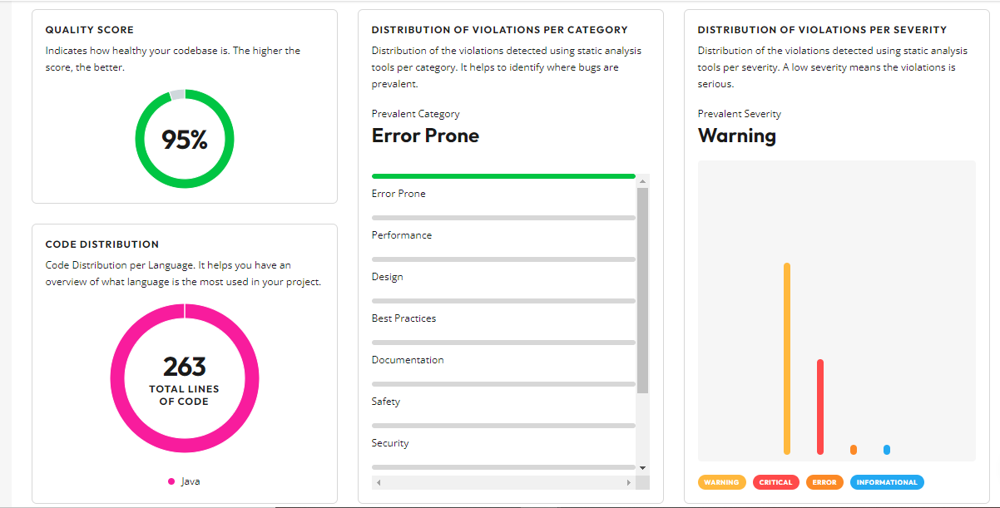 QUALITY SCORE
Indicates how healthy your codebase is. The higher the
score, the better.
95%
CODE DISTRIBUTION
Code Distribution per Language. It helps you have an
overview of what language is the most used in your project.
263
TOTAL LINES
OF CODE
Java
DISTRIBUTION OF VIOLATIONS PER CATEGORY
Distribution of the violations detected using static analysis
tools per category. It helps to identify where bugs are
prevalent.
Prevalent Category
Error Prone
Error Prone
Performance
Design
Best Practices
Documentation
Safety
Security
DISTRIBUTION OF VIOLATIONS PER SEVERITY
Distribution of the violations detected using static analysis
tools per severity. A low severity means the violations is
serious.
Prevalent Severity
Warning
WARNING CRITICAL ERROR INFORMATIONAL